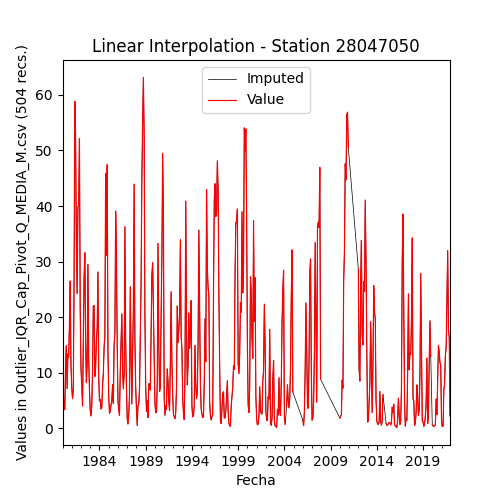 Linear Interpolation - Station 28047050
Imputed
Value
Values in Outlier_IQR_Cap_Pivot_Q_MEDIA_M.csv (504 recs.)
60
50
40
30
20
10
0
1984 1989 1994 1999 2004 2009 2014 2019
Fecha